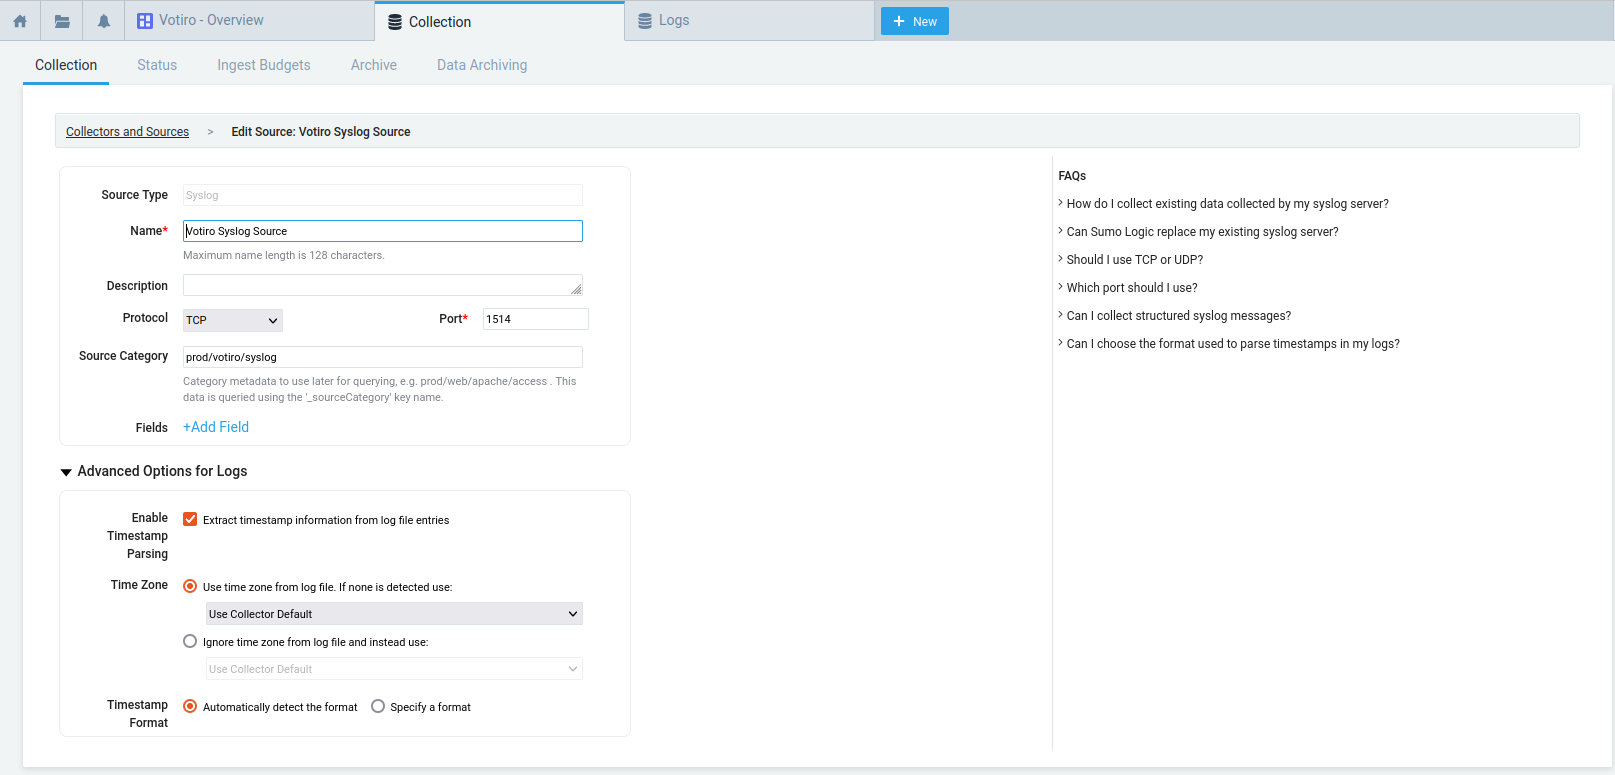 Votiro - Overview
Collection
Logs
+ New
Collection
Status
Ingest Budgets
Archive
Data Archiving
Collectors and Sources > Edit Source: Votiro Syslog Source
Source Type
Syslog
Name*
Votiro Syslog Source
Maximum name length is 128 characters.
Description
Protocol
TCP
Port*
1514
Source Category
prod/votiro/syslog
Category metadata to use later for querying, e.g. prod/web/apache/access . This
data is queried using the '_sourceCategory' key name.
Fields
+Add Field
Advanced Options for Logs
Enable
Timestamp
Parsing
Extract timestamp information from log file entries
Time Zone
Use time zone from log file. If none is detected use:
Use Collector Default
Ignore time zone from log file and instead use:
Use Collector Default
Timestamp
Format
Automatically detect the format
Specify a format
FAQs
How do I collect existing data collected by my syslog server?
Can Sumo Logic replace my existing syslog server?
Should I use TCP or UDP?
Which port should I use?
Can I collect structured syslog messages?
Can I choose the format used to parse timestamps in my logs?